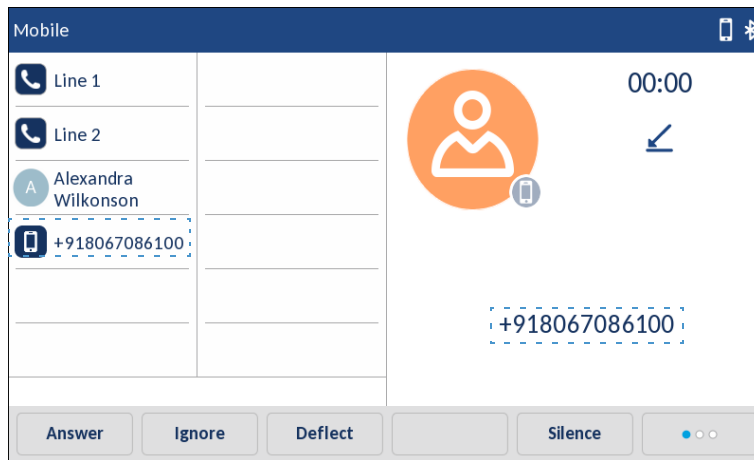 Mobile
Line 1
Line 2
A
Alexandra
Wilkonson
+918067086100
00:00
+918067086100
Answer
Ignore
Deflect
Silence